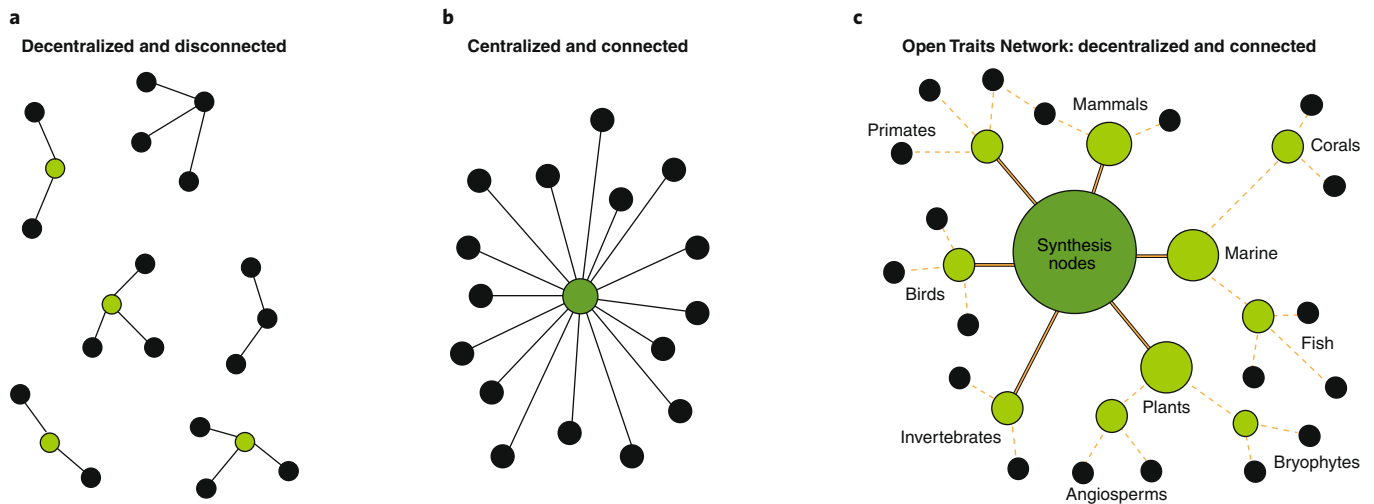 a
Decentralized and disconnected
b
Centralized and connected
c
Open Traits Network: decentralized and connected
Mammals
Primates
Corals
Synthesis
nodes
Marine
Birds
Fish
Plants
Invertebrates
Bryophytes
Angiosperms